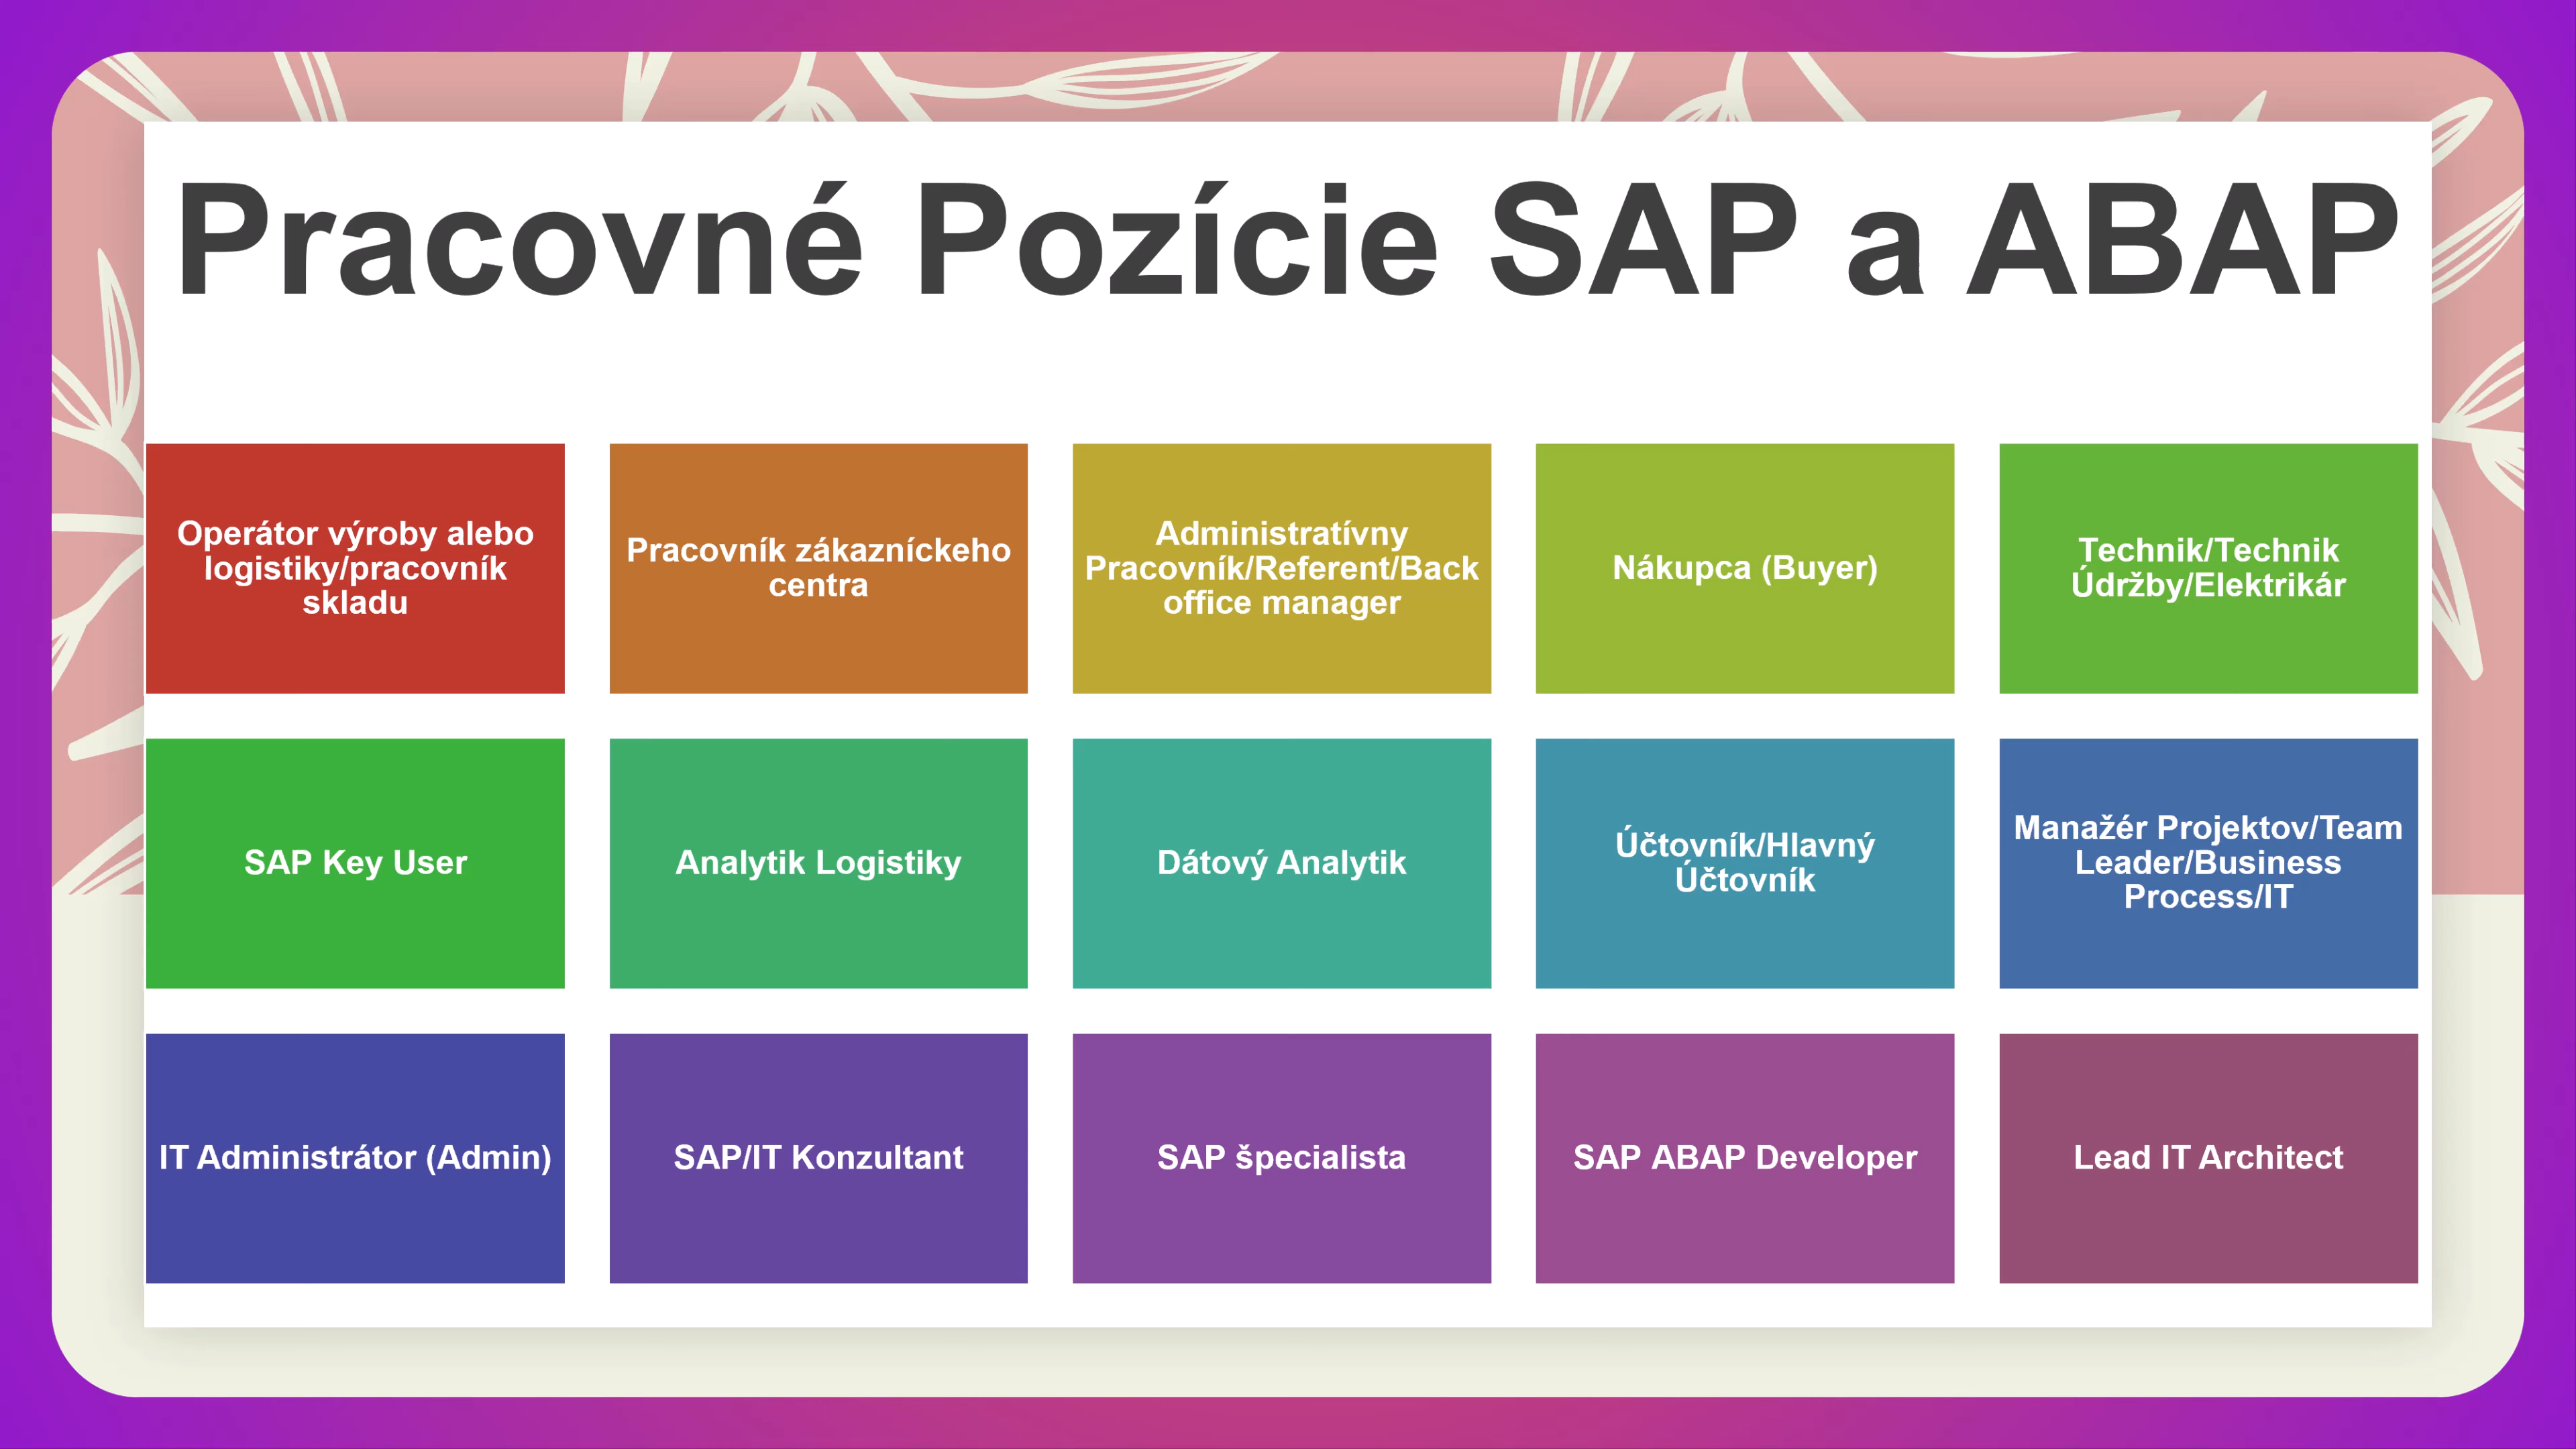 Pracovné Pozície SAP a ABAP
Operátor výroby alebo
logistiky/pracovník
skladu
Pracovník zákazníckeho
centra
Administratívny
Pracovník/Referent/Back
office manager
Nákupca (Buyer)
Technik/Technik
Údržby/Elektrikár
SAP Key User
Analytik Logistiky
Dátový Analytik
Účtovník/Hlavný
Účtovník
Manažér Projektov/Team
Leader/Business
Process/IT
IT Administrátor (Admin)
SAP/IT Konzultant
SAP špecialista
SAP ABAP Developer
Lead IT Architect